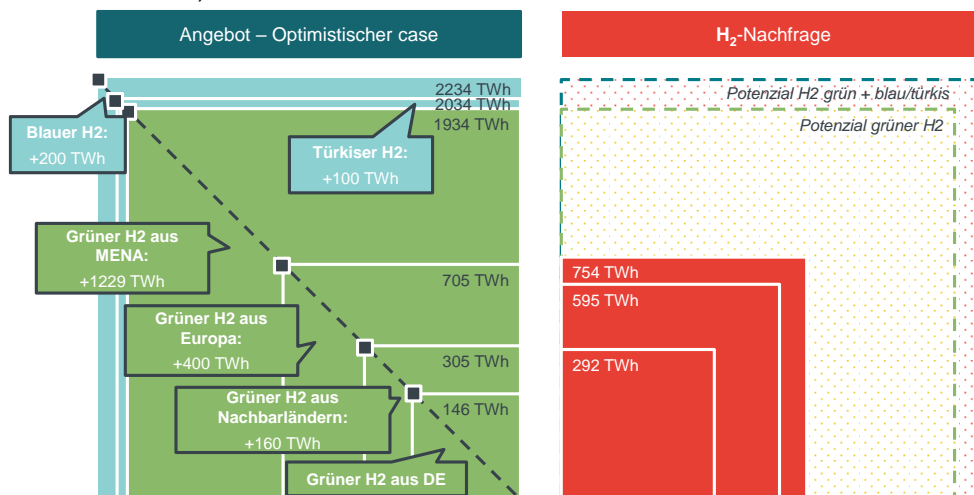 Angebot – Optimistischer case
H2-Nachfrage
2234 TWh
2034 TWh
1934 TWh
Blauer H2:
+200 TWh
Türkiser H2:
+100 TWh
Grüner H2 aus
MENA:
+1229 TWh
705 TWh
Grüner H2 aus
Europa:
+400 TWh
305 TWh
Grüner H2 aus
Nachbarländern:
+160 TWh
146 TWh
Grüner H2 aus DE
Potenzial H2 grün + blau/türkis
Potenzial grüner H2
754 TWh
595 TWh
292 TWh